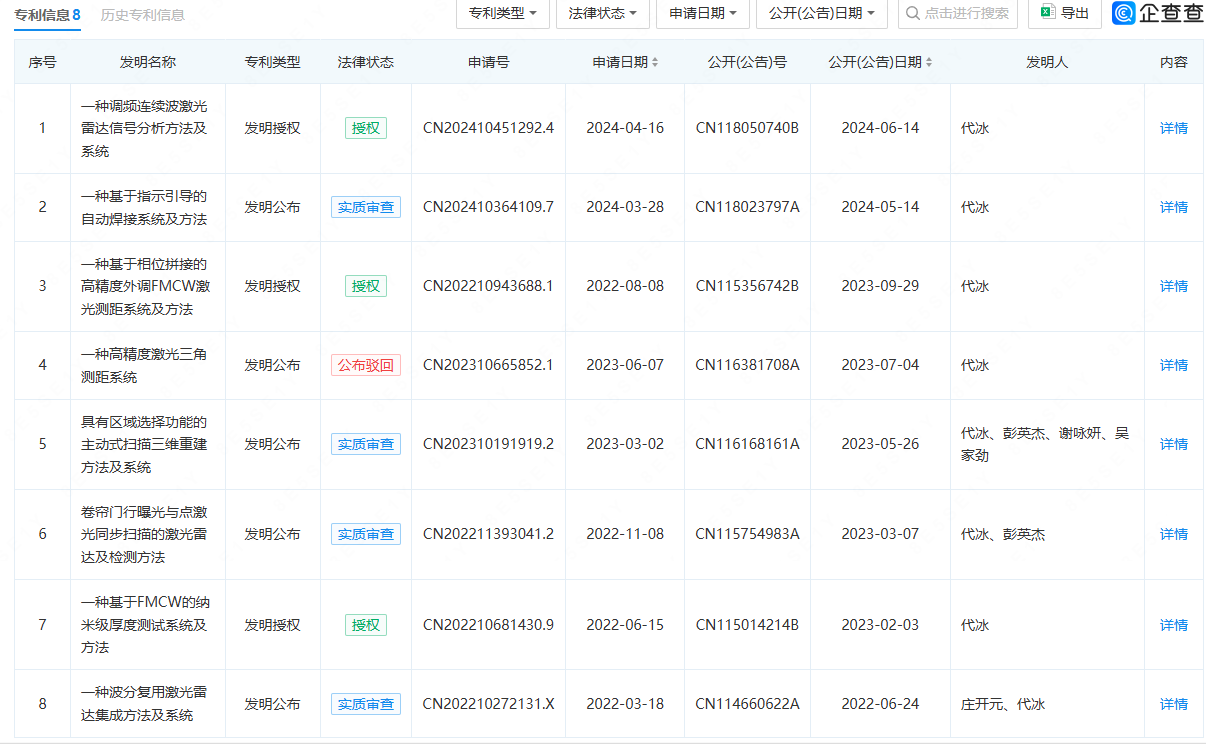 专利信息 8 历史专利信息 专利类型 法律状态 申请日期 公开(公告)日期 点击进行搜索 导出 企查查
序号 发明名称 专利类型 法律状态 申请号 申请日期 公开(公告)号 公开(公告)日期 发明人 内容
一种调频连续波激光
1 雷达信号分析方法及 发明授权 授权 CN202410451292.4 2024-04-16 CN118050740B 2024-06-14 代冰 详情
系统
一种基于指示引导的
2 发明公布 实质审查 CN202410364109.7 2024-03-28 CN118023797A 2024-05-14 代冰 详情
自动焊接系统及方法
一种基于相位拼接的
3 高精度外调FMCW激 发明授权 授权 CN202210943688.1 2022-08-08 CN115356742B 2023-09-29 代冰 详情
光测距系统及方法
一种高精度激光三角
4 发明公布 公布驳回 CN202310665852.1 2023-06-07 CN116381708A 2023-07-04 代冰 详情
测距系统
具有区域选择功能的
5 主动式扫描三维重建 发明公布 实质审查 CN202310191919.2 2023-03-02 CN116168161A 2023-05-26 代冰、彭英杰、谢咏妍、吴 详情
方法及系统 家劲
卷帘门行曝光与点激
6 光同步扫描的激光雷 发明公布 实质审查 CN202211393041.2 2022-11-08 CN115754983A 2023-03-07 代冰、彭英杰 详情
达及检测方法
一种基于FMCW的纳
7 米级厚度测试系统及 发明授权 授权 CN202210681430.9 2022-06-15 CN115014214B 2023-02-03 代冰 详情
方法
一种波分复用激光雷
8 发明公布 实质审查 CN202210272131.X 2022-03-18 CN114660622A 2022-06-24 庄开元、代冰 详情
达集成方法及系统